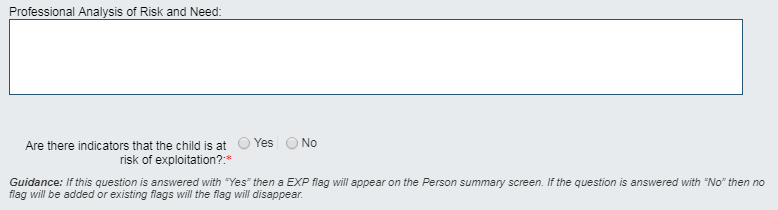 Professional Analysis of Risk and Need:
Are there indicators that the child is at
risk of exploitation?:*
Yes
No
Guidance: If this question is answered with "Yes" then a EXP flag will appear on the Person summary screen. If the question is answered with "No" then no
flag will be added or existing flags will the flag will disappear.